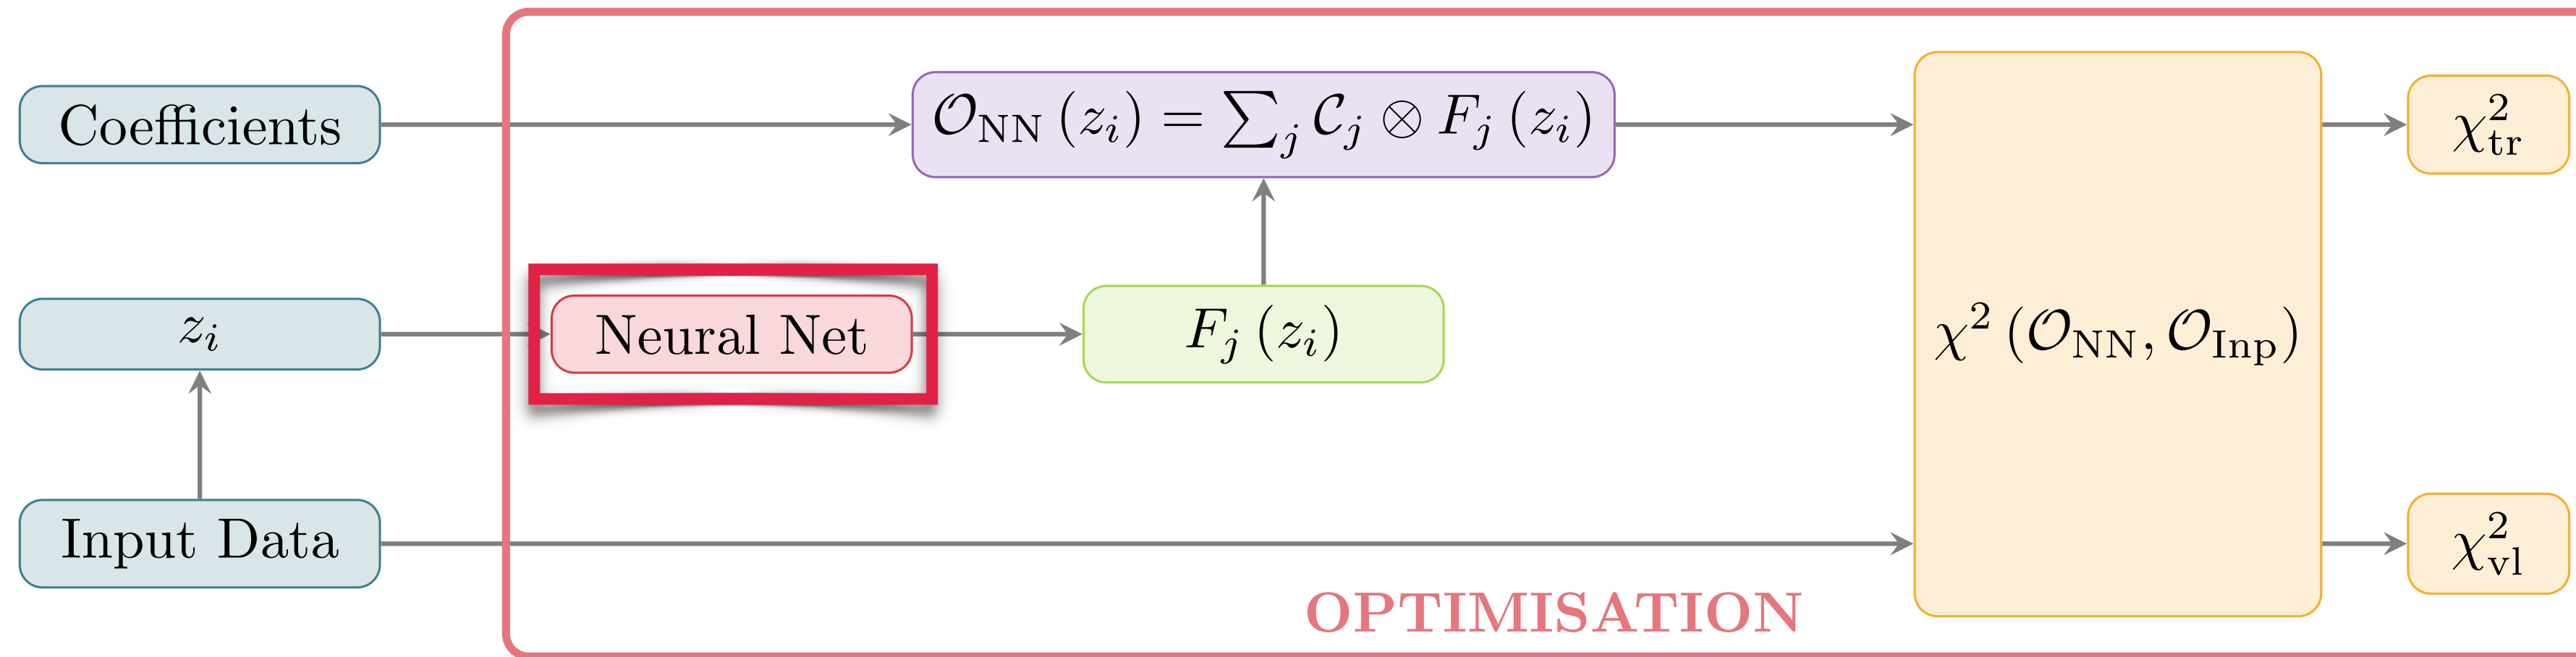 Coefficients
𝒪_NN (z_i) = ∑_j 𝒞_j ⊗ F_j (z_i)
χ²_tr
z_i
Neural Net
F_j (z_i)
χ² (𝒪_NN, 𝒪_Inp)
Input Data
χ²_vl
OPTIMISATION